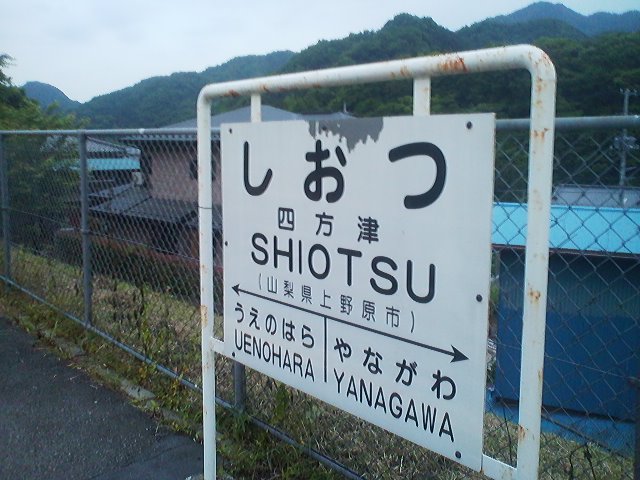 しおつ
四方津
SHIOTSU
(山梨県上野原市)
うえのはら やながわ
UENOHARA YANAGAWA